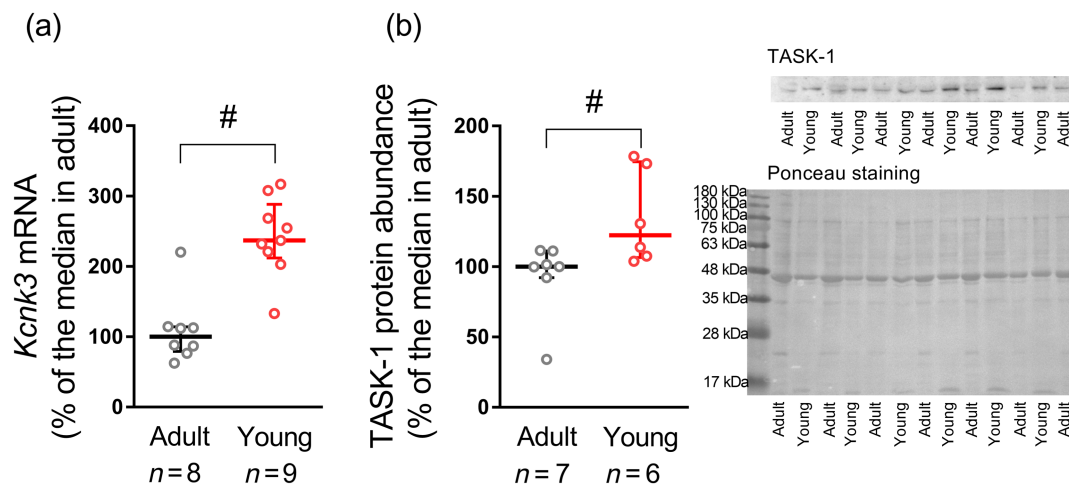 (a)
Kcnk3 mRNA
(% of the median in adult)
400
300
200
100
0
#
Adult
Young
n=8
n=9
(b)
TASK-1 protein abundance
(% of the median in adult)
200
150
100
50
0
#
Adult
Young
n=7
n=6
TASK-1
Adult
Young
Adult
Young
Adult
Young
Adult
Young
Adult
Young
Adult
Young
Adult
Ponceau staining
180 kDa
130 kDa
100 kDa
75 kDa
63 kDa
48 kDa
35 kDa
28 kDa
17 kDa
Adult
Young
Adult
Young
Adult
Young
Adult
Young
Adult
Young
Adult
Young
Adult